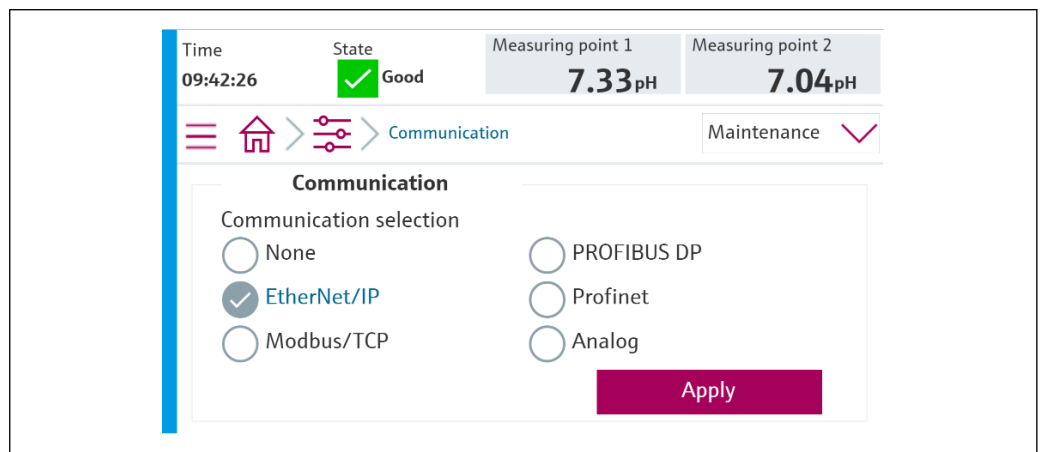 Time State Measuring point 1 Measuring point 2
09:42:26 Good 7.33pH 7.04pH
Communication Maintenance
Communication
Communication selection
None PROFIBUS DP
EtherNet/IP Profinet
Modbus/TCP Analog
Apply